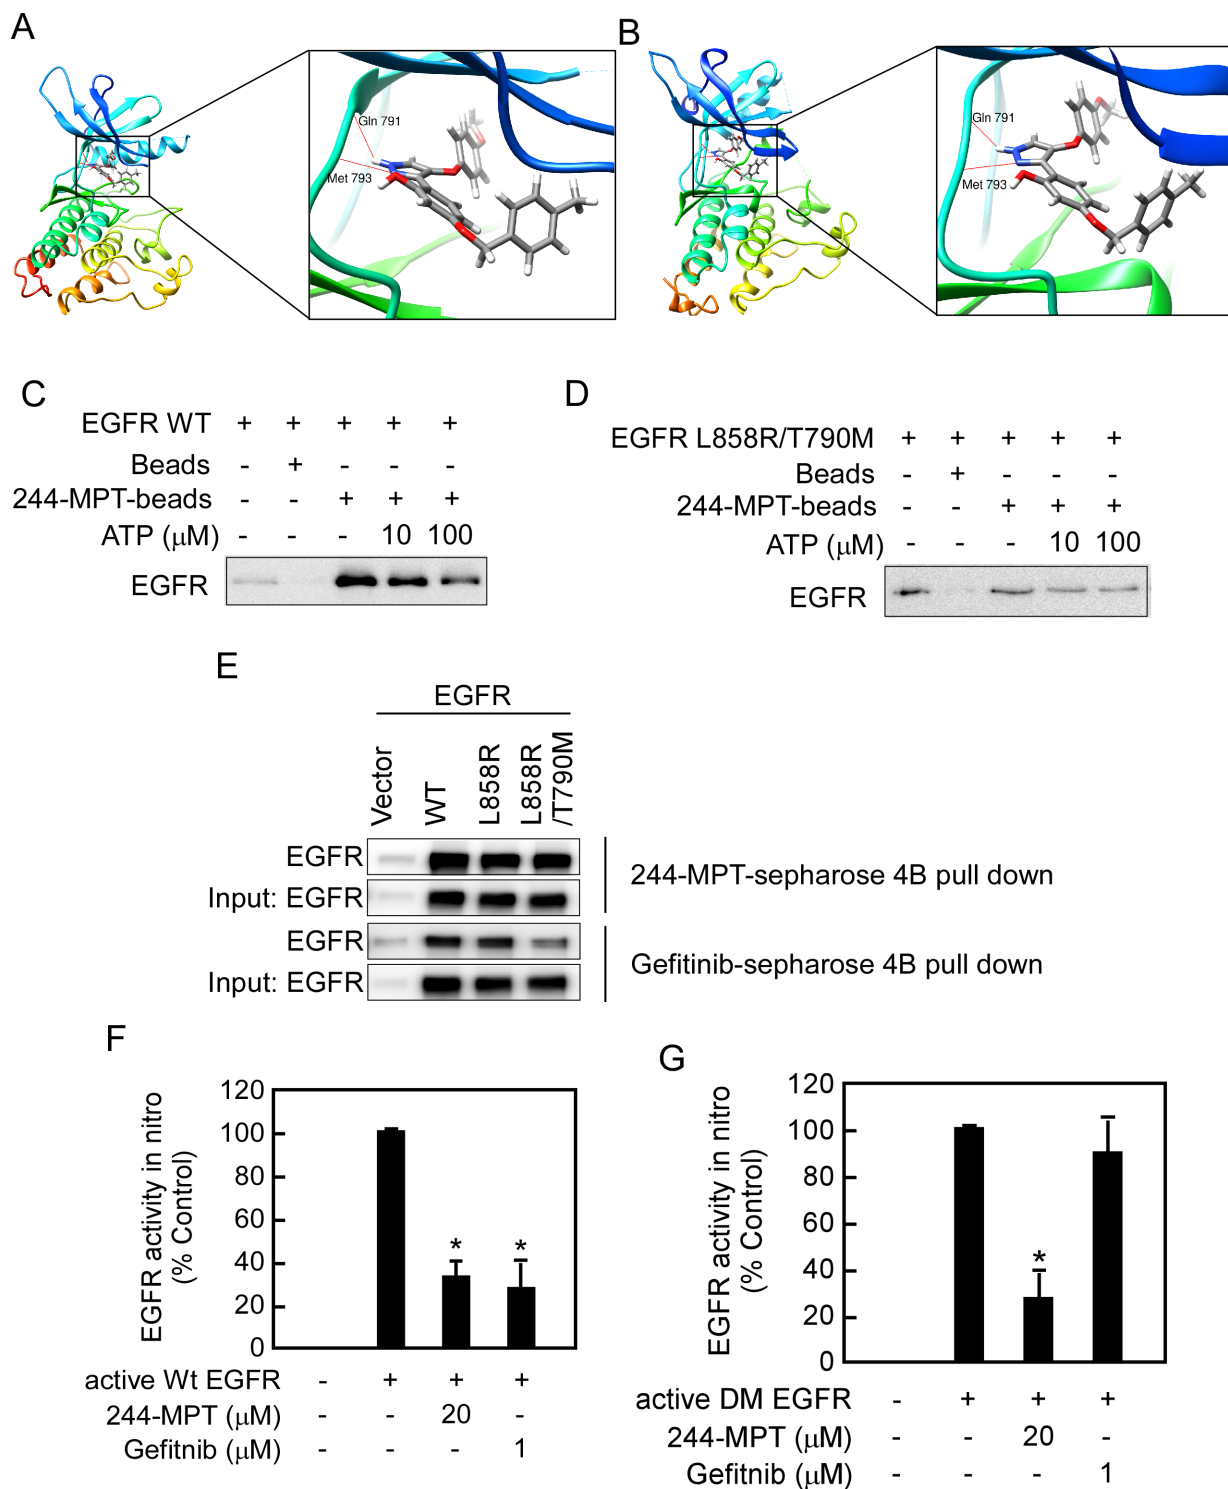 A
B
Gln 791
Met 793
Gln 791
Met 793
C
EGFR WT + + + + +
Beads - + - - -
244-MPT-beads - - + + +
ATP (μM) - - - 10 100
EGFR
D
EGFR L858R/T790M + + + + +
Beads - + - - -
244-MPT-beads - - + + +
ATP (μM) - - - 10 100
EGFR
E
EGFR
Vector
WT
L858R
L858R
/T790M
EGFR
Input: EGFR
244-MPT-sepharose 4B pull down
EGFR
Input: EGFR
Gefitinib-sepharose 4B pull down
F
EGFR activity in nitro
(% Control)
120
100
80
60
40
20
0
*
*
active Wt EGFR - + + +
244-MPT (μM) - - 20 -
Gefitnib (μM) - - - 1
G
EGFR activity in nitro
(% Control)
120
100
80
60
40
20
0
*
active DM EGFR - + + +
244-MPT (μM) - - 20 -
Gefitnib (μM) - - - 1